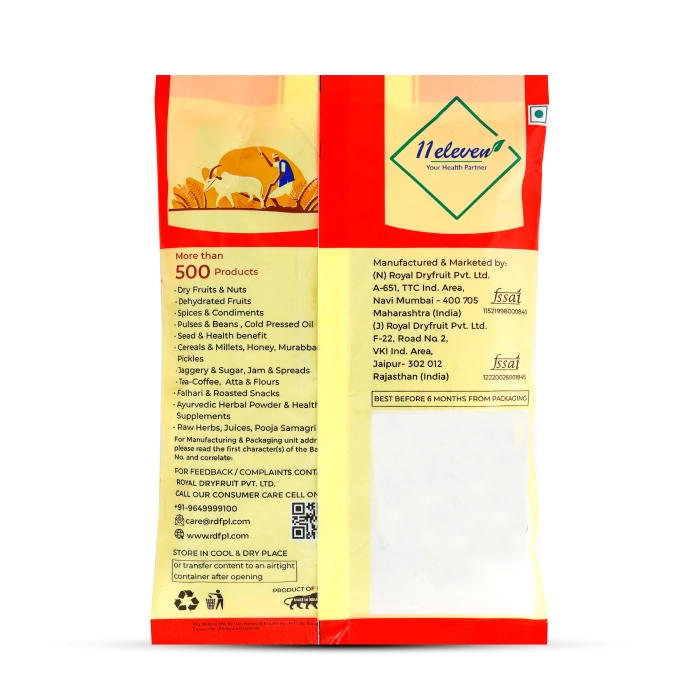 More than
500 Products
• Dry Fruits & Nuts
• Dehydrated Fruits
• Spices & Condiments
• Pulses & Beans , Cold Pressed Oil
• Seed & Health benefit
• Cereals & Millets, Honey, Murabba
Pickles
• Jaggery & Sugar, Jam & Spreads
• Tea-Coffee, Atta & Flours
• Falhari & Roasted Snacks
• Ayurvedic Herbal Powder & Health
Supplements
• Raw Herbs, Juices, Pooja Samagri
For Manufacturing & Packaging unit addr
please read the first character(s) of the Ba
No. and correlate:
FOR FEEDBACK / COMPLAINTS CONT
ROYAL DRYFRUIT PVT. LTD.
CALL OUR CONSUMER CARE CELL ON
+91-9649999100
care@rdfpl.com
www.rdfpl.com
STORE IN COOL & DRY PLACE
or transfer content to an airtight
container after opening
PRODUCT OF
11 eleven
Your Health Partner
Manufactured & Marketed by:
(N) Royal Dryfruit Pvt. Ltd.
A-651, TTC Ind. Area,
Navi Mumbai - 400 705
Maharashtra (India)
fssai
11521998000840
(J) Royal Dryfruit Pvt. Ltd.
F-22, Road No. 2,
VKI Ind. Area,
Jaipur- 302 012
Rajasthan (India)
fssai
12220026001845
BEST BEFORE 6 MONTHS FROM PACKAGING